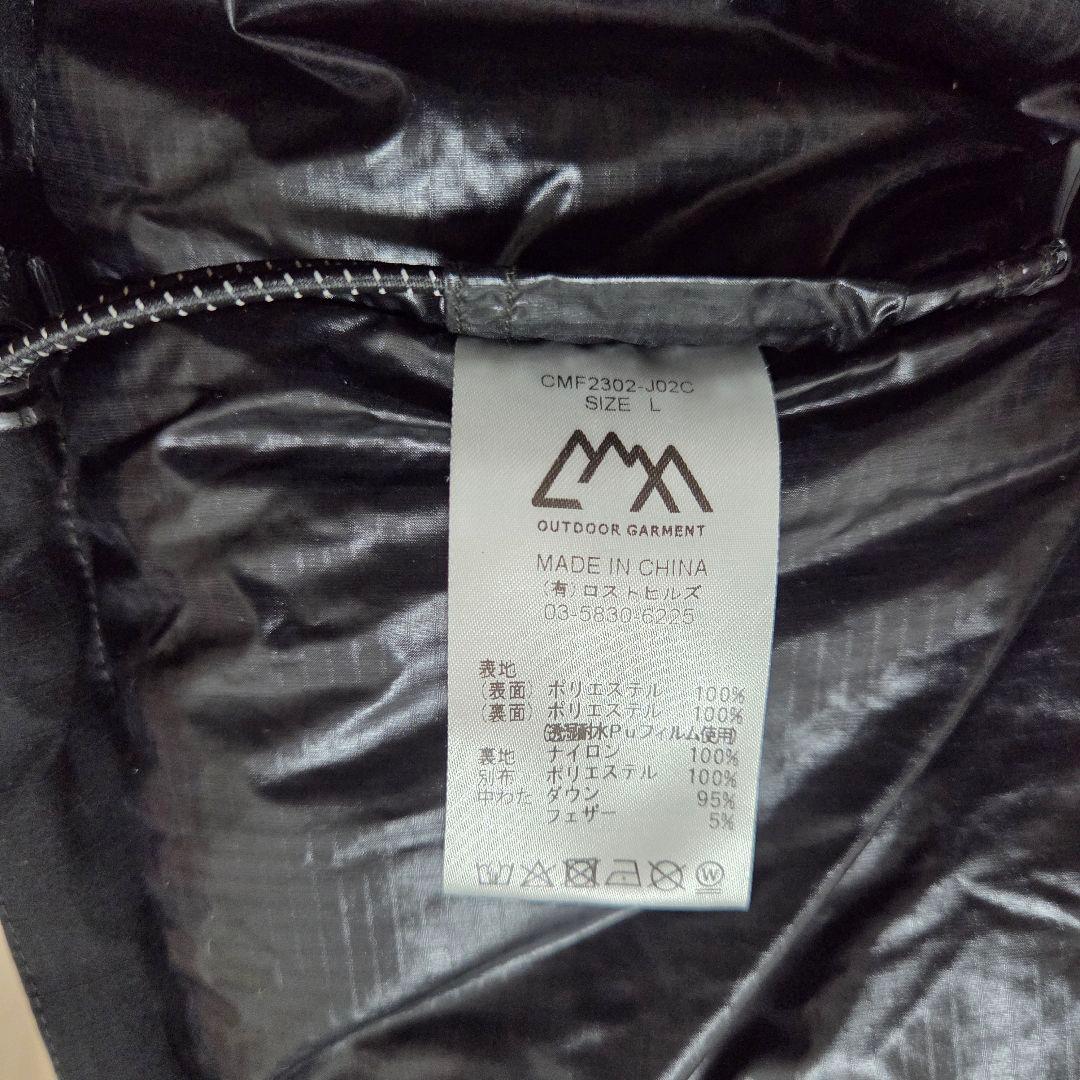 CMF2302-J02C
SIZE L
OUTDOOR GARMENT
MADE IN CHINA
(有)ロストヒルズ
03-5830-6225
表地
(表面) ポリエステル 100%
(裏面) ポリエステル 100%
(透湿耐水Puフィルム使用)
裏地 ナイロン 100%
別布 ポリエステル 100%
中わた ダウン 95%
フェザー 5%
W